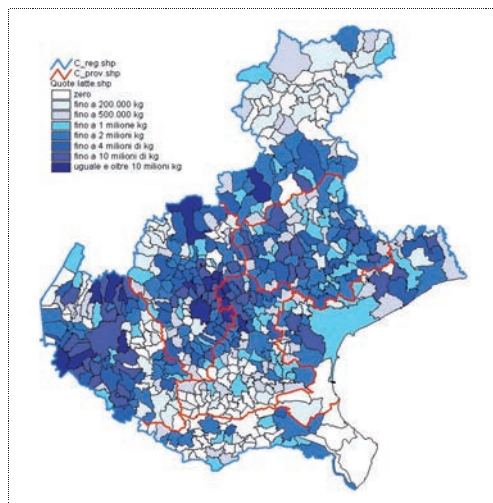 C_reg.shp
C_prov.shp
Quote latte.shp
zero
fino a 200.000 kg
fino a 500.000 kg
fino a 1 milione kg
fino a 2 milioni kg
fino a 4 milioni di kg
fino a 10 milioni di kg
uguale e oltre 10 milioni kg